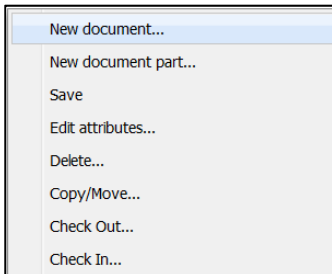 New document...
New document part...
Save
Edit attributes...
Delete...
Copy/Move...
Check Out...
Check In...